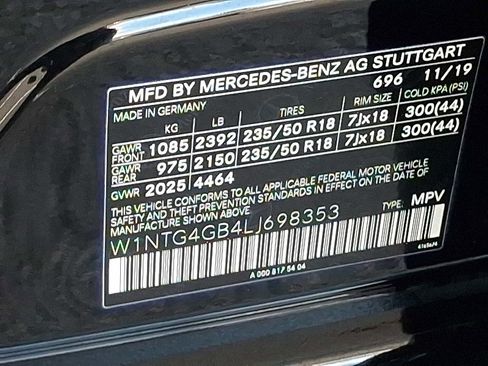 MFD BY MERCEDES-BENZ AG STUTTGART
696 11/19
MADE IN GERMANY
KG LB TIRES RIM SIZE COLD KPA (PSI)
GAWR FRONT 1085 2392 235/50 R18 7Jx18 300(44)
GAWR REAR 975 2150 235/50 R18 7Jx18 300(44)
GVWR 2025 4464
THIS VEHICLE CONFORMS TO ALL APPLICABLE FEDERAL MOTOR VEHICLE
SAFETY AND THEFT PREVENTION STANDARDS IN EFFECT ON THE DATE OF
MANUFACTURE SHOWN ABOVE.
W1NTG4GB4LJ698353 TYPE: MPV
A 000 817 54 04